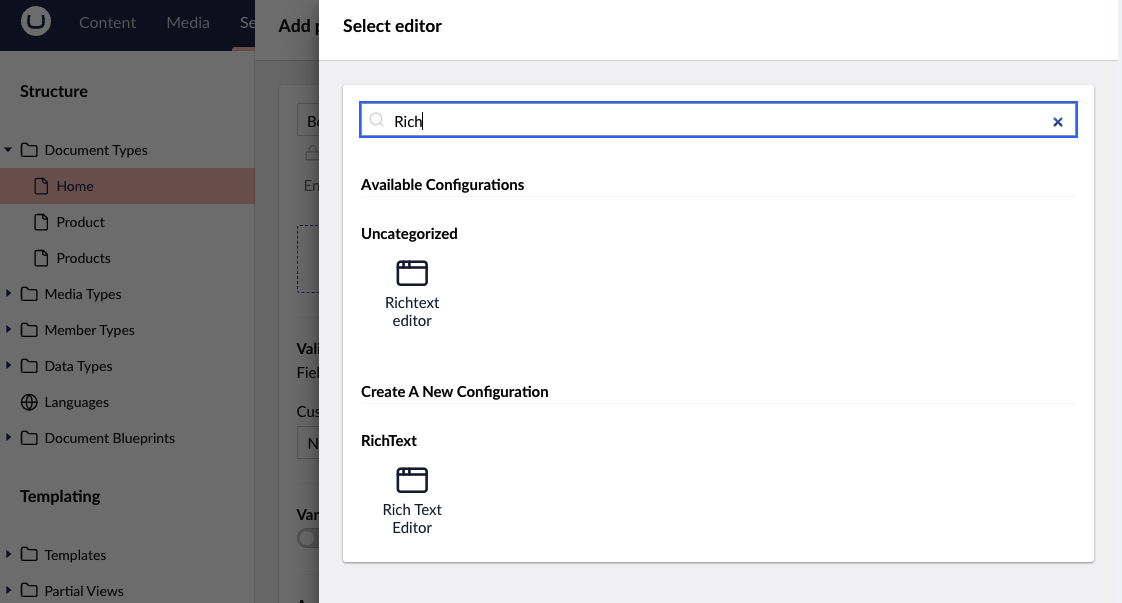 Content
Media
Se
Structure
Document Types
Home
Product
Products
Media Types
Member Types
Data Types
Languages
Document Blueprints
Templating
Templates
Partial Views
Add p
Bo
En
Vali
Fiel
Cus
N
Var
Select editor
Rich
Available Configurations
Uncategorized
Richtext
editor
Create A New Configuration
RichText
Rich Text
Editor